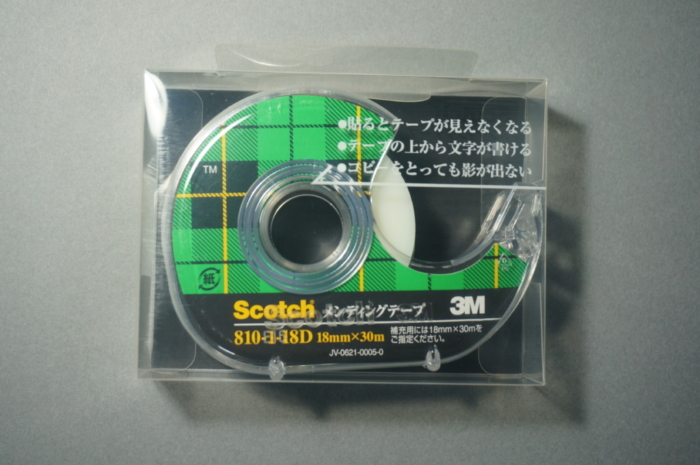 ●貼るとテープが見えなくなる
●テープの上から文字が書ける
●コピーをとっても影が出ない
TM
紙
Scotch メンディングテープ 3M
810-1-18D 18mm×30m
補充用には18mm×30mを
ご指定ください。
JV-0621-0005-0